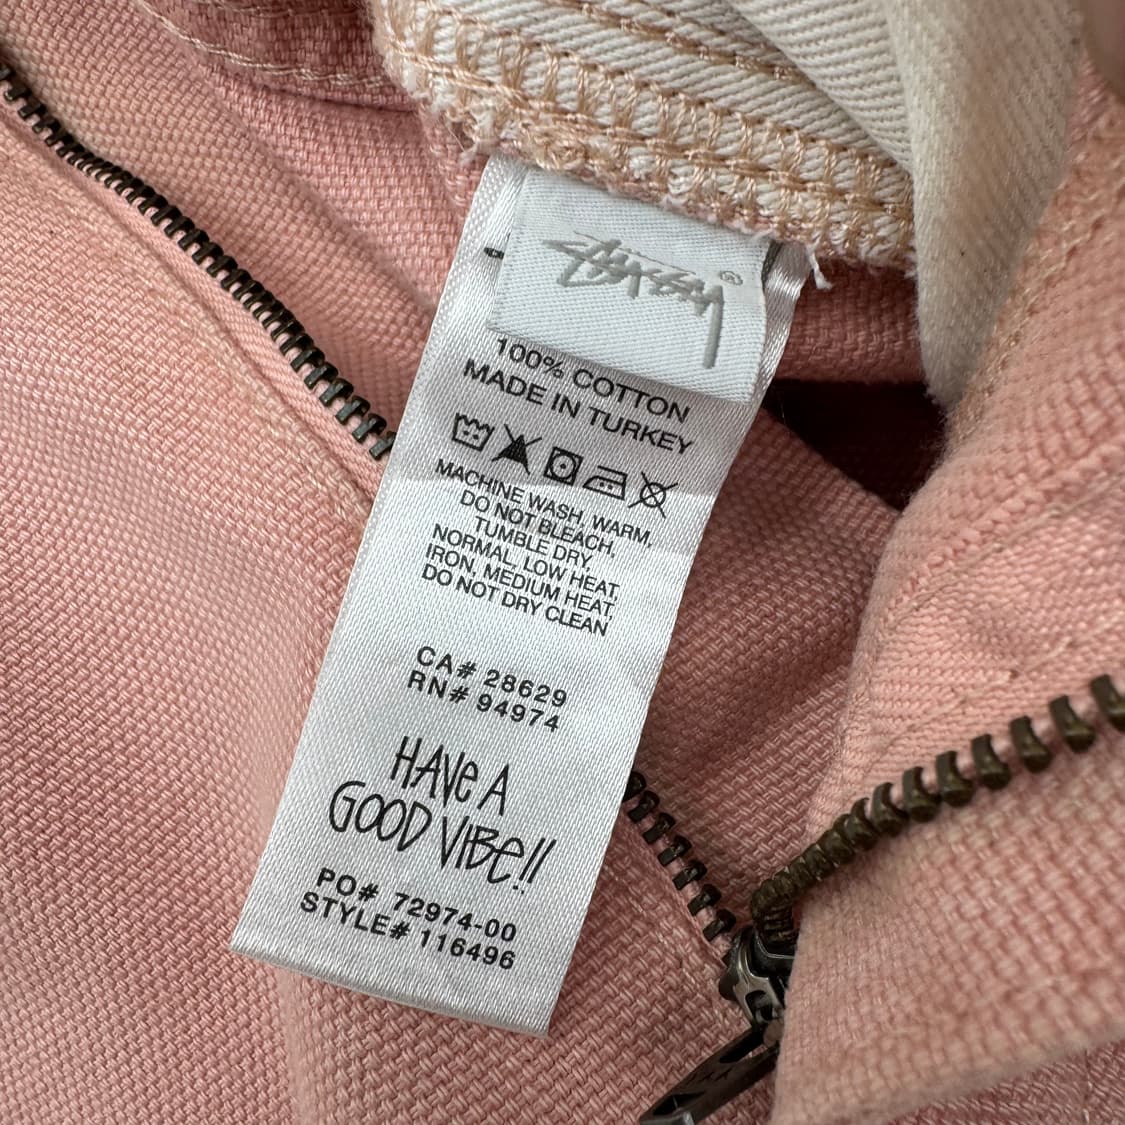 STÜSSY®
100% COTTON
MADE IN TURKEY
MACHINE WASH, WARM,
DO NOT BLEACH,
TUMBLE DRY,
NORMAL, LOW HEAT,
IRON, MEDIUM HEAT,
DO NOT DRY CLEAN
CA# 28629
RN# 94974
HAVE A
GOOD VIBE!!
PO# 72974-00
STYLE# 116496